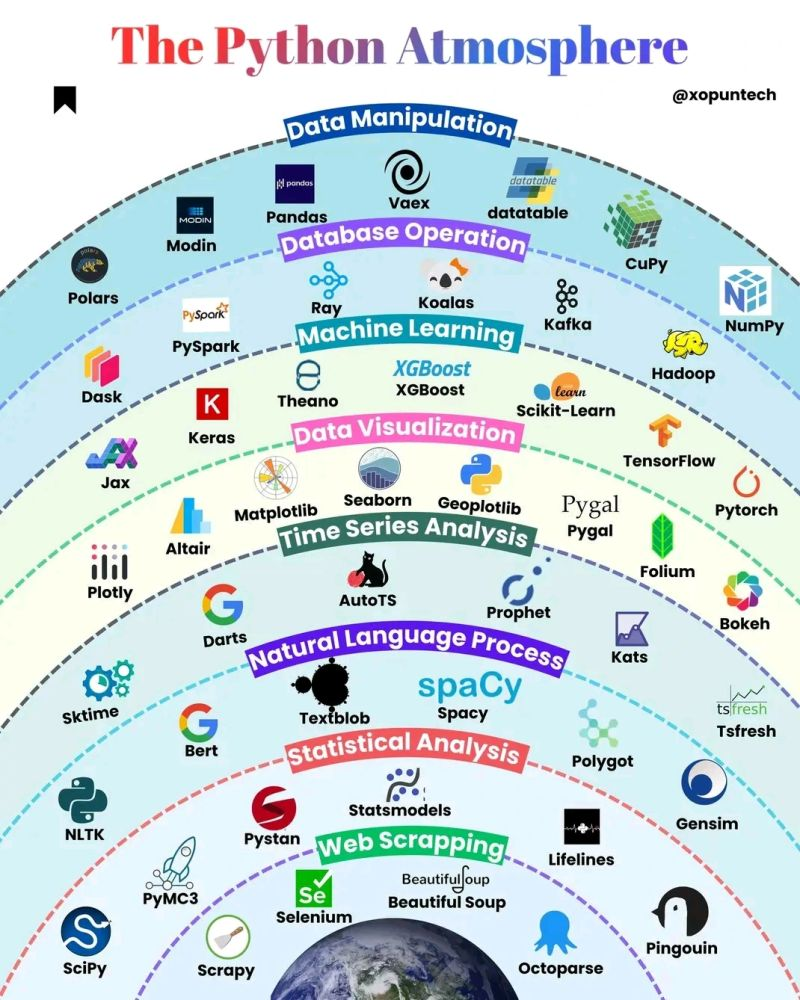 The Python Atmosphere
@xopuntech
Data Manipulation
Polars
MODIN
Modin
pandas
Pandas
Vaex
datatable
datatable
CuPy
NumPy
Database Operation
Dask
PySpark
PySpark
Ray
Koalas
Kafka
Hadoop
Machine Learning
Jax
K
Keras
Theano
XGBoost
XGBoost
learn
Scikit-Learn
TensorFlow
Pytorch
Data Visualization
Plotly
Altair
Matplotlib
Seaborn
Geoplotlib
Pygal
Pygal
Folium
Bokeh
Time Series Analysis
Sktime
Darts
AutoTS
Prophet
Kats
tsfresh
Tsfresh
Natural Language Process
NLTK
Bert
Textblob
spaCy
Spacy
Polygot
Gensim
Statistical Analysis
SciPy
PyMC3
Pystan
Statsmodels
Lifelines
Pingouin
Web Scrapping
Scrapy
Se
Selenium
BeautifulSoup
Beautiful Soup
Octoparse